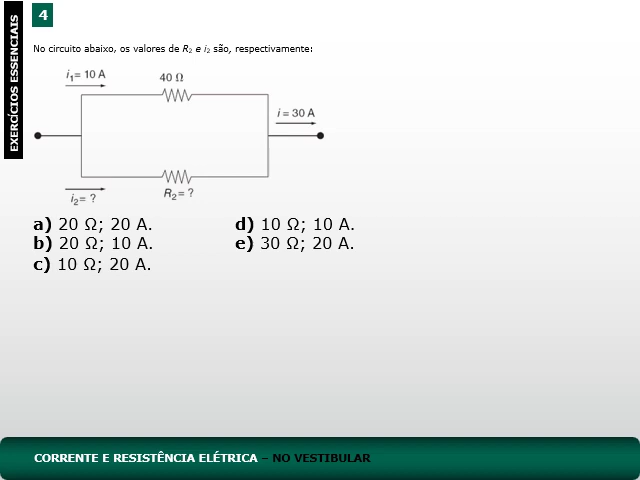 EXERCÍCIOS ESSENCIAIS
4
No circuito abaixo, os valores de R₂ e i₂ são, respectivamente:
i₁= 10 A
40 Ω
i = 30 A
i₂= ?
R₂= ?
a) 20 Ω; 20 A.
b) 20 Ω; 10 A.
c) 10 Ω; 20 A.
d) 10 Ω; 10 A.
e) 30 Ω; 20 A.
CORRENTE E RESISTÊNCIA ELÉTRICA – NO VESTIBULAR